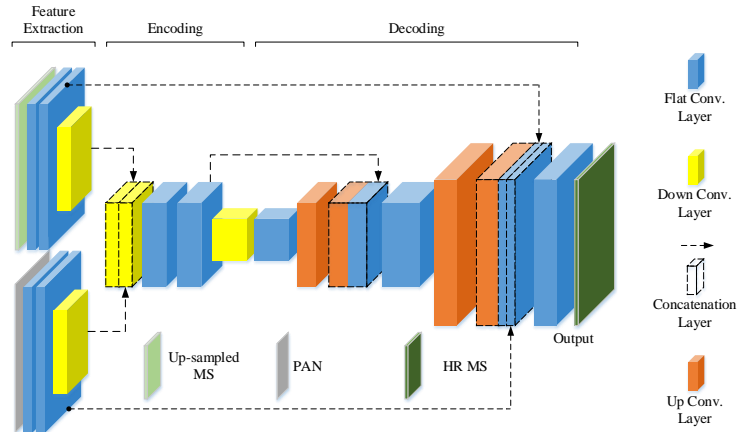 Feature
Extraction
Encoding
Decoding
Flat Conv.
Layer
Down Conv.
Layer
Concatenation
Layer
Up Conv.
Layer
Up-sampled
MS
PAN
HR MS
Output